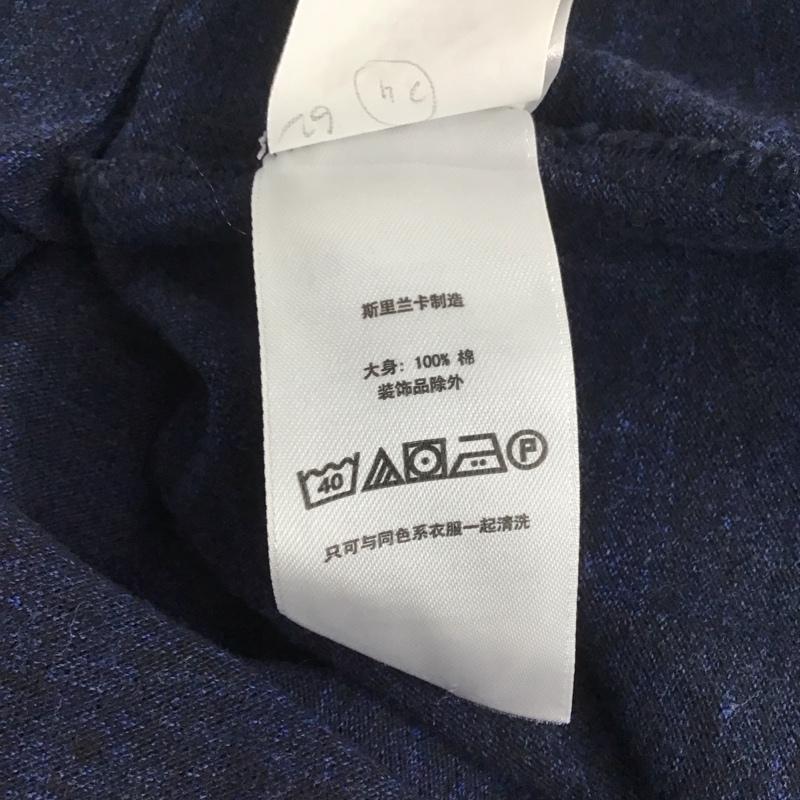 斯里兰卡制造
大身：100% 棉
装饰品除外
40 P
只可与同色系衣服一起清洗